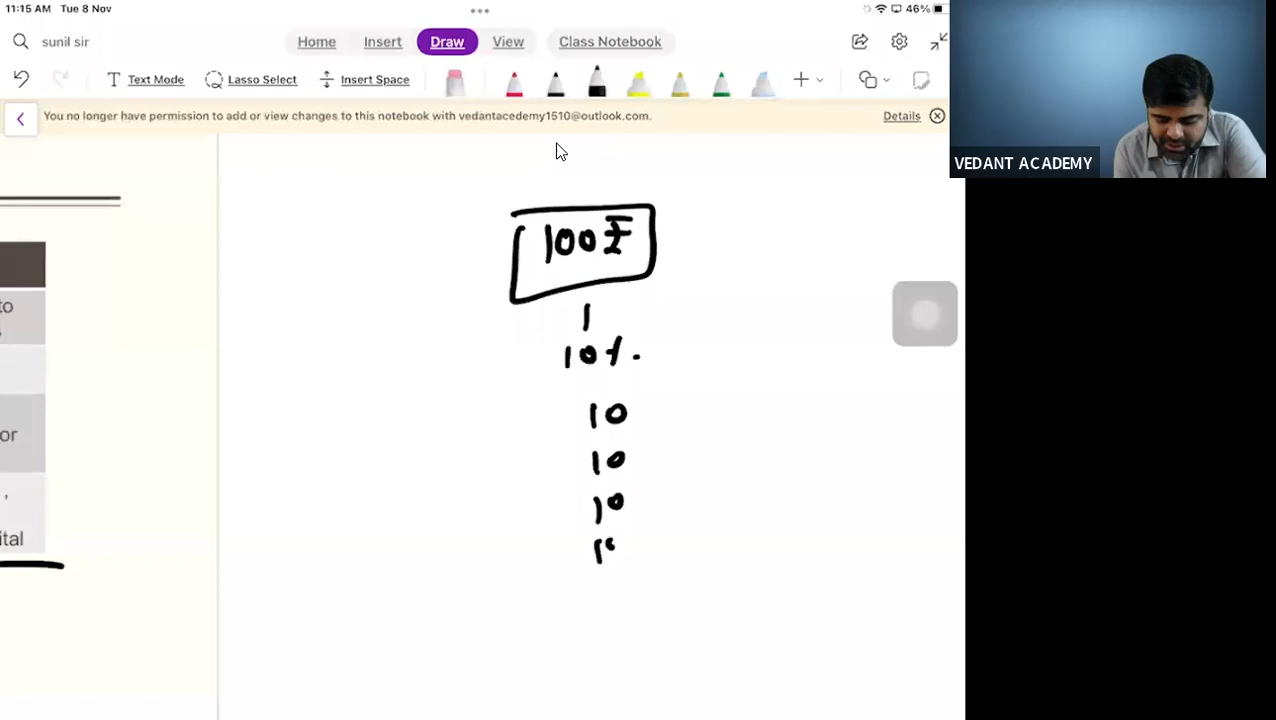 11:15 AM Tue 8 Nov
46%
sunil sir
Home Insert Draw View Class Notebook
Text Mode Lasso Select Insert Space
You no longer have permission to add or view changes to this notebook with vedantacedemy1510@outlook.com. Details
VEDANT ACADEMY
100₹
10%.
10
10
10
10
to
s
or
,
ital